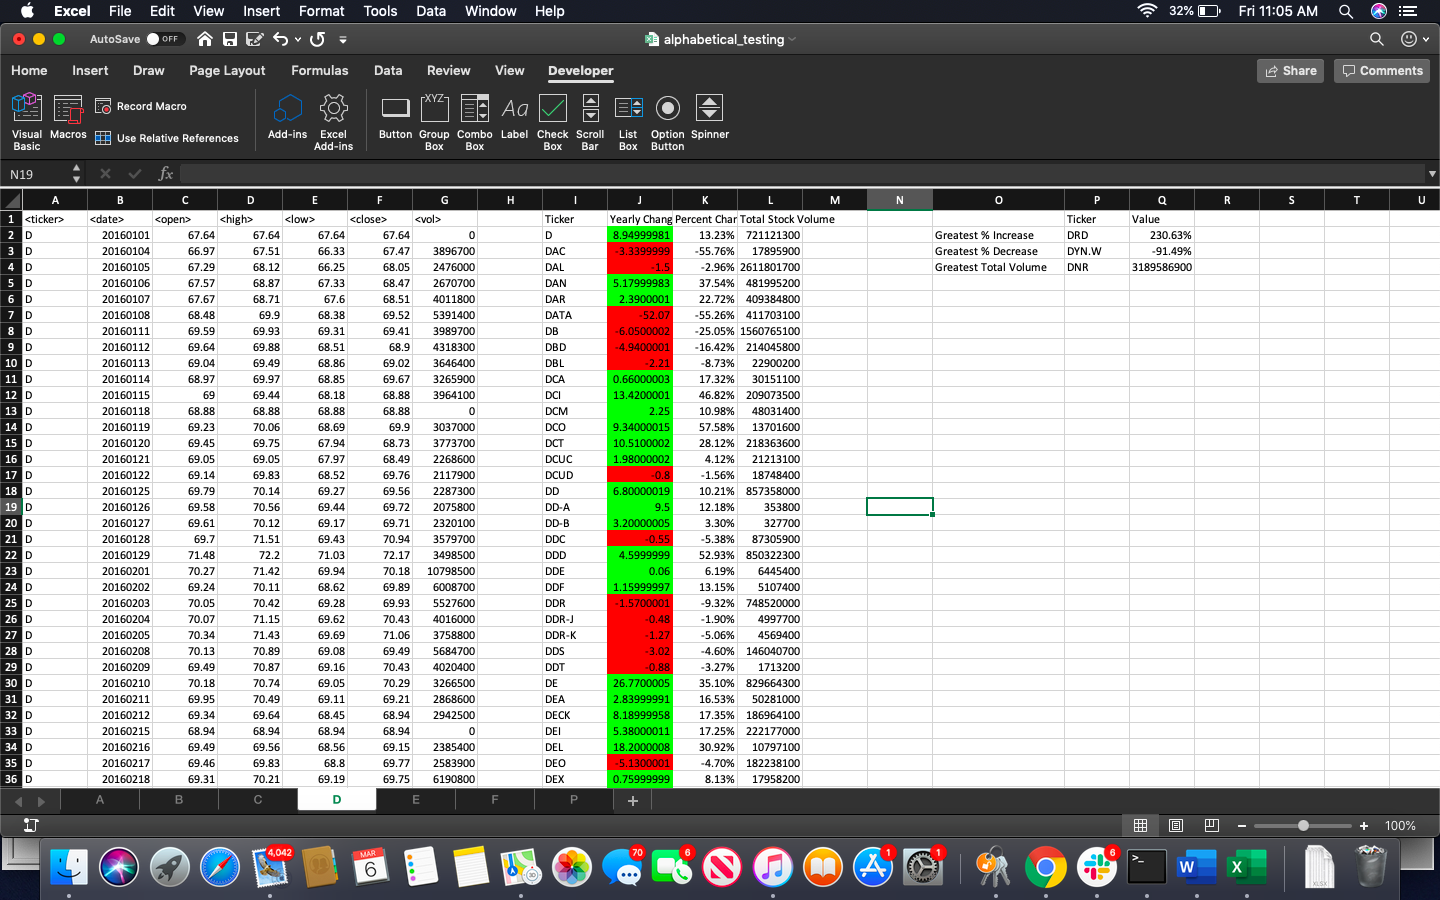 Excel File Edit View Insert Format Tools Data Window Help 32% Fri 11:05 AM
AutoSave OFF alphabetical_testing
Home Insert Draw Page Layout Formulas Data Review View Developer Share Comments
Visual Basic Macros Record Macro Use Relative References Add-ins Excel Add-ins Button Group Box Combo Box Label Check Box Scroll Bar List Box Option Button Spinner
N19 fx
A B C D E F G H I J K L M N O P Q R S T U
1 <ticker> <date> <open> <high> <low> <close> <vol> Ticker Yearly Chang Percent Char Total Stock Volume Ticker Value
2 D 20160101 67.64 67.64 67.64 67.64 0 D 8.94999981 13.23% 721121300 Greatest % Increase DRD 230.63%
3 D 20160104 66.97 67.51 66.33 67.47 3896700 DAC -3.3399999 -55.76% 17895900 Greatest % Decrease DYN.W -91.49%
4 D 20160105 67.29 68.12 66.25 68.05 2476000 DAL -1.5 -2.96% 2611801700 Greatest Total Volume DNR 3189586900
5 D 20160106 67.57 68.87 67.33 68.47 2670700 DAN 5.17999983 37.54% 481995200
6 D 20160107 67.67 68.71 67.6 68.51 4011800 DAR 2.3900001 22.72% 409384800
7 D 20160108 68.48 69.9 68.38 69.52 5391400 DATA -52.07 -55.26% 411703100
8 D 20160111 69.59 69.93 69.31 69.41 3989700 DB -6.0500002 -25.05% 1560765100
9 D 20160112 69.64 69.88 68.51 68.9 4318300 DBD -4.9400001 -16.42% 214045800
10 D 20160113 69.04 69.49 68.86 69.02 3646400 DBL -2.21 -8.73% 22900200
11 D 20160114 68.97 69.97 68.85 69.67 3265900 DCA 0.66000003 17.32% 30151100
12 D 20160115 69 69.44 68.18 68.88 3964100 DCI 13.4200001 46.82% 209073500
13 D 20160118 68.88 68.88 68.88 68.88 0 DCM 2.25 10.98% 48031400
14 D 20160119 69.23 70.06 68.69 69.9 3037000 DCO 9.34000015 57.58% 13701600
15 D 20160120 69.45 69.75 67.94 68.73 3773700 DCT 10.5100002 28.12% 218363600
16 D 20160121 69.05 69.05 67.97 68.49 2268600 DCUC 1.98000002 4.12% 21213100
17 D 20160122 69.14 69.83 68.52 69.76 2117900 DCUD -0.8 -1.56% 18748400
18 D 20160125 69.79 70.14 69.27 69.56 2287300 DD 6.80000019 10.21% 857358000
19 D 20160126 69.58 70.56 69.44 69.72 2075800 DD-A 9.5 12.18% 353800
20 D 20160127 69.61 70.12 69.17 69.71 2320100 DD-B 3.20000005 3.30% 327700
21 D 20160128 69.7 71.51 69.43 70.94 3579700 DDC -0.55 -5.38% 87305900
22 D 20160129 71.48 72.2 71.03 72.17 3498500 DDD 4.5999999 52.93% 850322300
23 D 20160201 70.27 71.42 69.94 70.18 10798500 DDE 0.06 6.19% 6445400
24 D 20160202 69.24 70.11 68.62 69.89 6008700 DDF 1.15999997 13.15% 5107400
25 D 20160203 70.05 70.42 69.28 69.93 5527600 DDR -1.5700001 -9.32% 748520000
26 D 20160204 70.07 71.15 69.62 70.43 4016000 DDR-J -0.48 -1.90% 4997700
27 D 20160205 70.34 71.43 69.69 71.06 3758800 DDR-K -1.27 -5.06% 4569400
28 D 20160208 70.13 70.89 69.08 69.49 5684700 DDS -3.02 -4.60% 146040700
29 D 20160209 69.49 70.87 69.16 70.43 4020400 DDT -0.88 -3.27% 1713200
30 D 20160210 70.18 70.74 69.05 70.29 3266500 DE 26.7700005 35.10% 829664300
31 D 20160211 69.95 70.49 69.11 69.21 2868600 DEA 2.83999991 16.53% 50281000
32 D 20160212 69.34 69.64 68.45 68.94 2942500 DECK 8.18999958 17.35% 186964100
33 D 20160215 68.94 68.94 68.94 68.94 0 DEI 5.38000011 17.25% 222177000
34 D 20160216 69.49 69.56 68.56 69.15 2385400 DEL 18.2000008 30.92% 10797100
35 D 20160217 69.46 69.83 68.8 69.77 2583900 DEO -5.1300001 -4.70% 182238100
36 D 20160218 69.31 70.21 69.19 69.75 6190800 DEX 0.75999999 8.13% 17958200
A B C D E F P
100%
4,042 MAR 6 70 6 1 1 6 W X XLSX